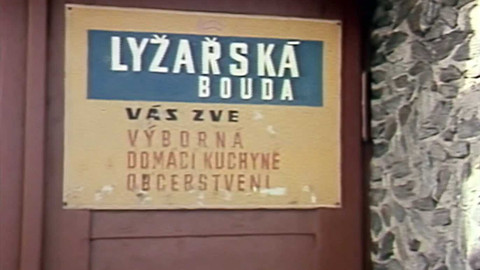 LYŽAŘSKÁ
BOUDA
VÁS ZVE
VÝBORNÁ
DOMÁCÍ KUCHYNĚ
OBČERSTVENÍ